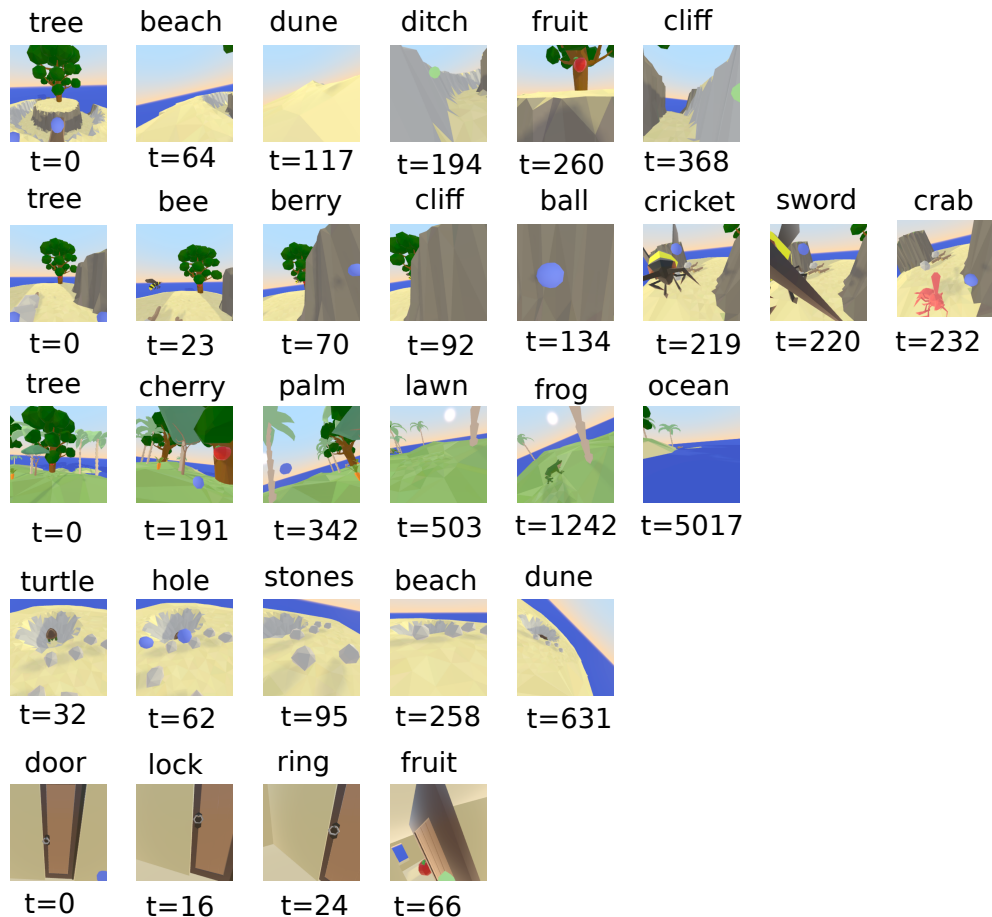 tree beach dune ditch fruit cliff
t=0 t=64 t=117 t=194 t=260 t=368
tree bee berry cliff ball cricket sword crab
t=0 t=23 t=70 t=92 t=134 t=219 t=220 t=232
tree cherry palm lawn frog ocean
t=0 t=191 t=342 t=503 t=1242 t=5017
turtle hole stones beach dune
t=32 t=62 t=95 t=258 t=631
door lock ring fruit
t=0 t=16 t=24 t=66